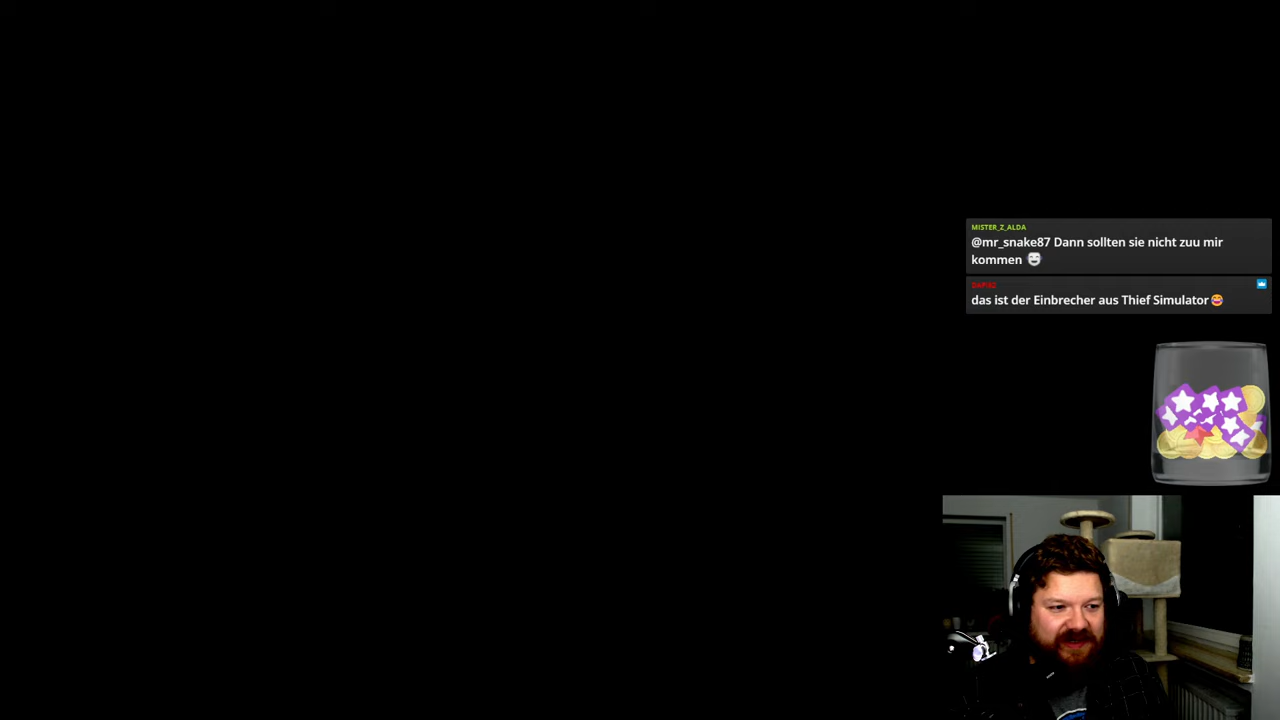 MISTER_Z_ALDA
@mr_snake87 Dann sollten sie nicht zuu mir
kommen
das ist der Einbrecher aus Thief Simulator